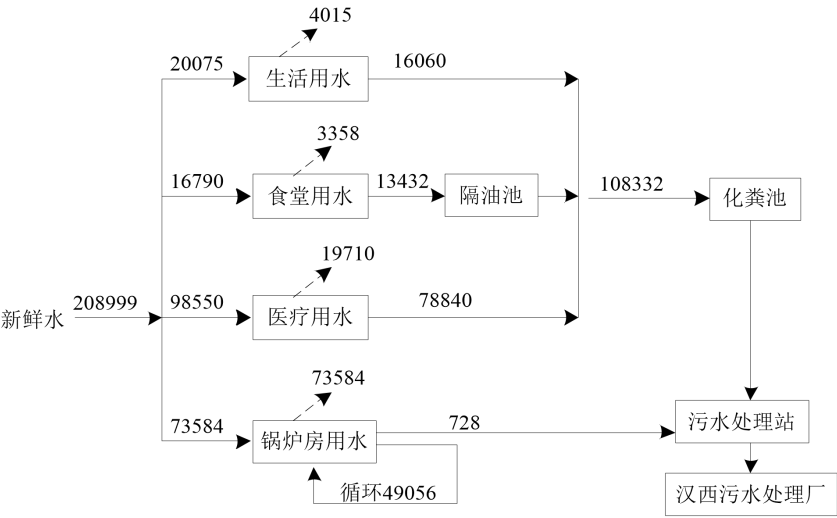 4015
20075
生活用水
16060
3358
16790
食堂用水
13432
隔油池
108332
化粪池
19710
新鲜水
208999
98550
医疗用水
78840
73584
73584
锅炉房用水
728
污水处理站
循环49056
汉西污水处理厂